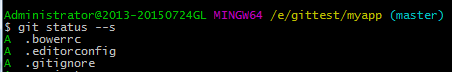 Administrator@2013-20150724GL MINGW64 /e/gittest/myapp (master)
$ git status --s
A  .bowerrc
A  .editorconfig
A  .gitignore